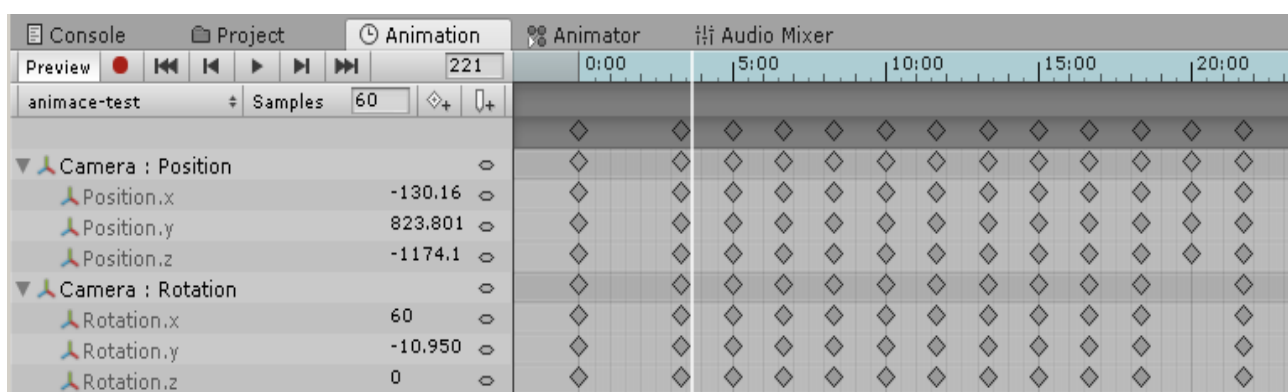 Console Project Animation Animator Audio Mixer
Preview 221 0:00 5:00 10:00 15:00 20:00
animace-test Samples 60
Camera : Position
Position.x -130.16
Position.y 823.801
Position.z -1174.1
Camera : Rotation
Rotation.x 60
Rotation.y -10.950
Rotation.z 0